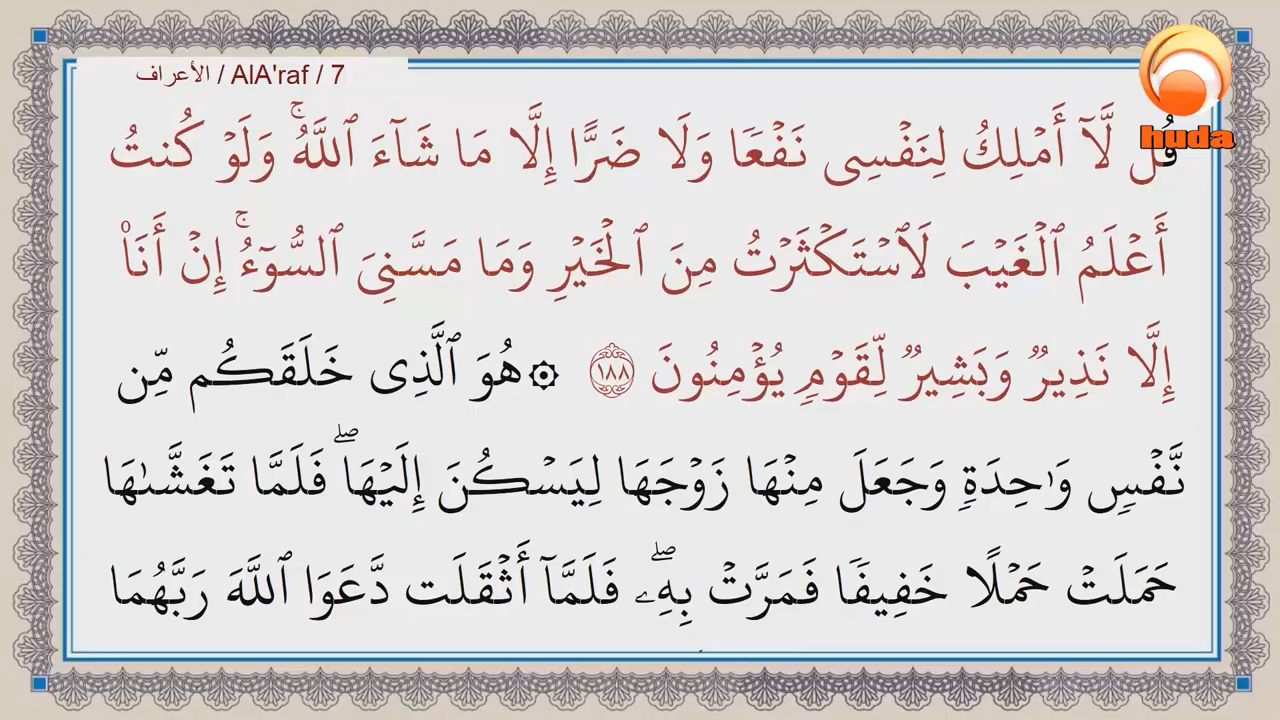 الأعراف / AlA'raf / 7
huda
قُل لَّآ أَمْلِكُ لِنَفْسِى نَفْعًا وَلَا ضَرًّا إِلَّا مَا شَآءَ ٱللَّهُ ۚ وَلَوْ كُنتُ
أَعْلَمُ ٱلْغَيْبَ لَٱسْتَكْثَرْتُ مِنَ ٱلْخَيْرِ وَمَا مَسَّنِىَ ٱلسُّوٓءُ ۚ إِنْ أَنَا۠
إِلَّا نَذِيرٌ وَبَشِيرٌ لِّقَوْمٍ يُؤْمِنُونَ ١٨٨ ۞ هُوَ ٱلَّذِى خَلَقَكُم مِّن
نَّفْسٍ وَٰحِدَةٍ وَجَعَلَ مِنْهَا زَوْجَهَا لِيَسْكُنَ إِلَيْهَا ۖ فَلَمَّا تَغَشَّىٰهَا
حَمَلَتْ حَمْلًا خَفِيفًا فَمَرَّتْ بِهِۦ ۖ فَلَمَّآ أَثْقَلَت دَّعَوَا ٱللَّهَ رَبَّهُمَا